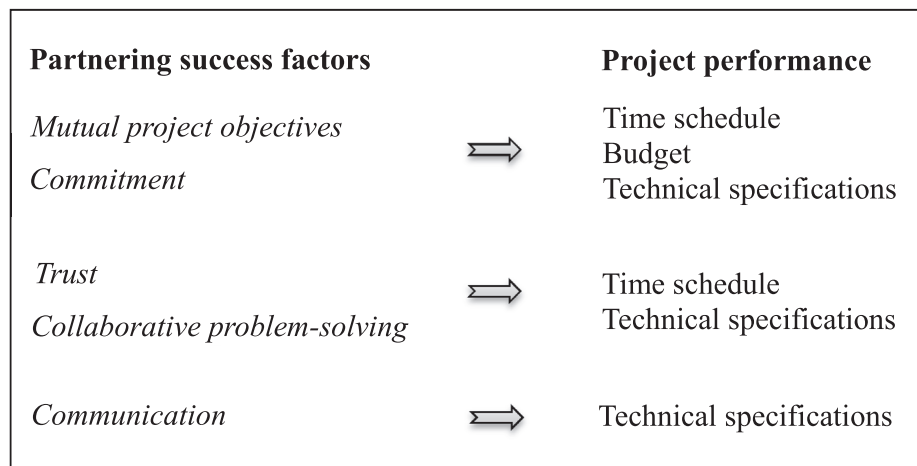 Partnering success factors
Project performance
Mutual project objectives
Commitment
Time schedule
Budget
Technical specifications
Trust
Collaborative problem-solving
Time schedule
Technical specifications
Communication
Technical specifications